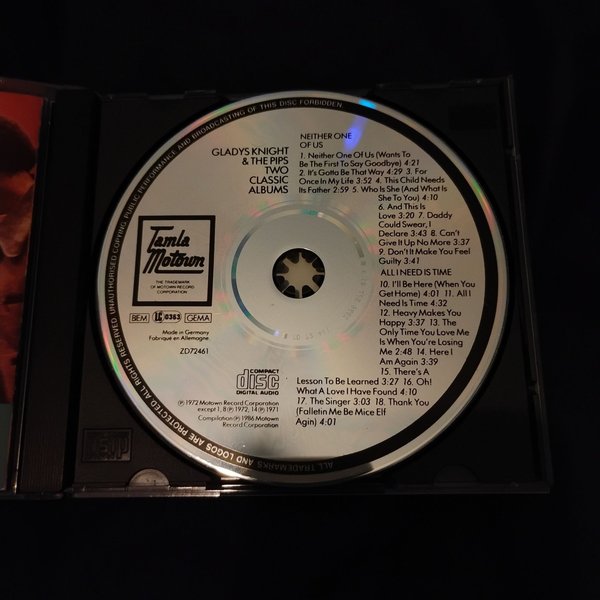 ALL RIGHTS RESERVED. UNAUTHORISED COPYING PUBLIC PERFORMANCE AND BROADCASTING OF THIS DISC FORBIDDEN.
GLADYS KNIGHT
& THE PIPS
TWO
CLASSIC
ALBUMS
Tamla
Motown
THE TRADEMARK
OF MOTOWN RECORD
CORPORATION
BIEM LC 0363 GEMA
Made in Germany
Fabriqué en Allemagne
ZD72461
COMPACT
disc
DIGITAL AUDIO
Ⓟ 1972 Motown Record Corporation
except 1, 8 Ⓟ 1972, 14 Ⓟ 1971
Compilation Ⓟ 1986 Motown
Record Corporation
NEITHER ONE
OF US
1. Neither One Of Us (Wants To
Be The First To Say Goodbye) 4:21
2. It's Gotta Be That Way 4:29 3. For
Once In My Life 3:52 4. This Child Needs
Its Father 2:59 5. Who Is She (And What Is
She To You) 4:10
6. And This Is
Love 3:20 7. Daddy
Could Swear, I
Declare 3:43 8. Can't
Give It Up No More 3:37
9. Don't It Make You Feel
Guilty 3:41
ALL I NEED IS TIME
10. I'll Be Here (When You
Get Home) 4:01 11. All I
Need Is Time 4:32
12. Heavy Makes You
Happy 3:37 13. The
Only Time You Love Me
Is When You're Losing
Me 2:48 14. Here I
Am Again 3:39
15. There's A
Lesson To Be Learned 3:27 16. Oh!
What A Love I Have Found 4:10
17. The Singer 3:03 18. Thank You
(Falletin Me Be Mice Elf
Agin) 4:01
ALL TRADEMARKS AND LOGOS ARE PROTECTED